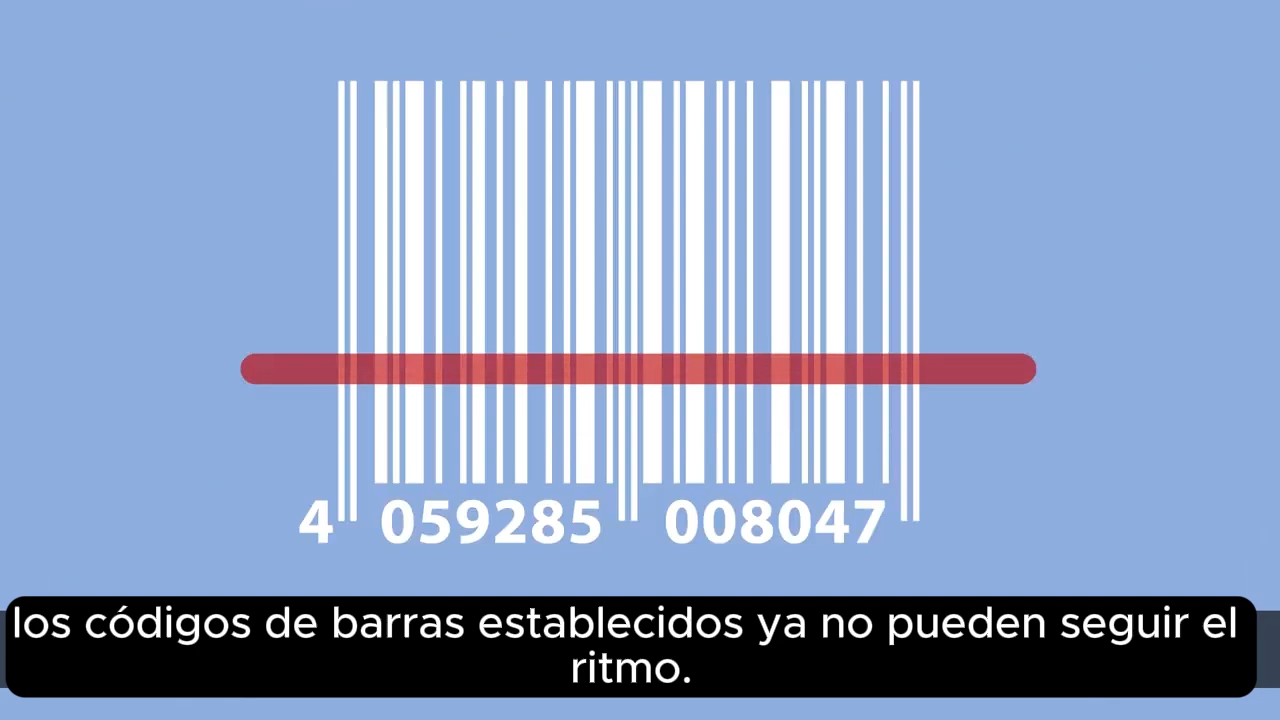 4 059285 008047
los códigos de barras establecidos ya no pueden seguir el
ritmo.